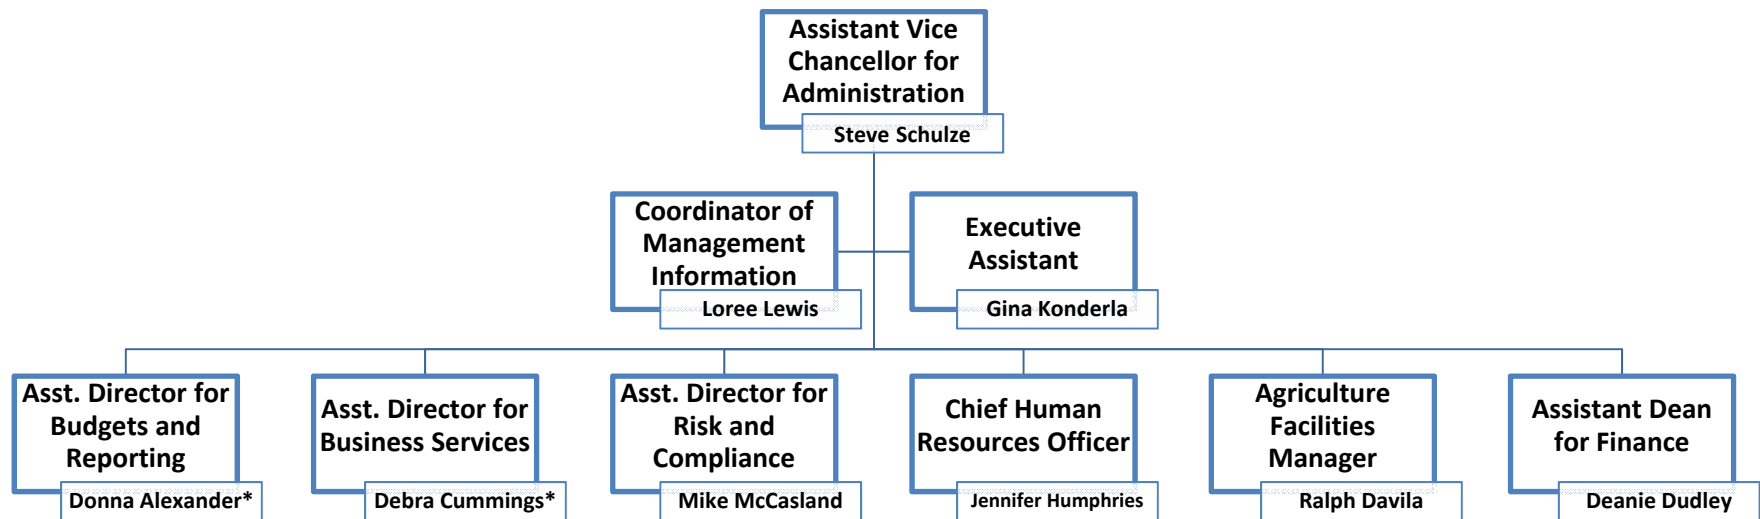 Assistant Vice
Chancellor for
Administration
Steve Schulze
Coordinator of
Management
Information
Loree Lewis
Executive
Assistant
Gina Konderla
Asst. Director for
Budgets and
Reporting
Donna Alexander*
Asst. Director for
Business Services
Debra Cummings*
Asst. Director for
Risk and
Compliance
Mike McCasland
Chief Human
Resources Officer
Jennifer Humphries
Agriculture
Facilities
Manager
Ralph Davila
Assistant Dean
for Finance
Deanie Dudley